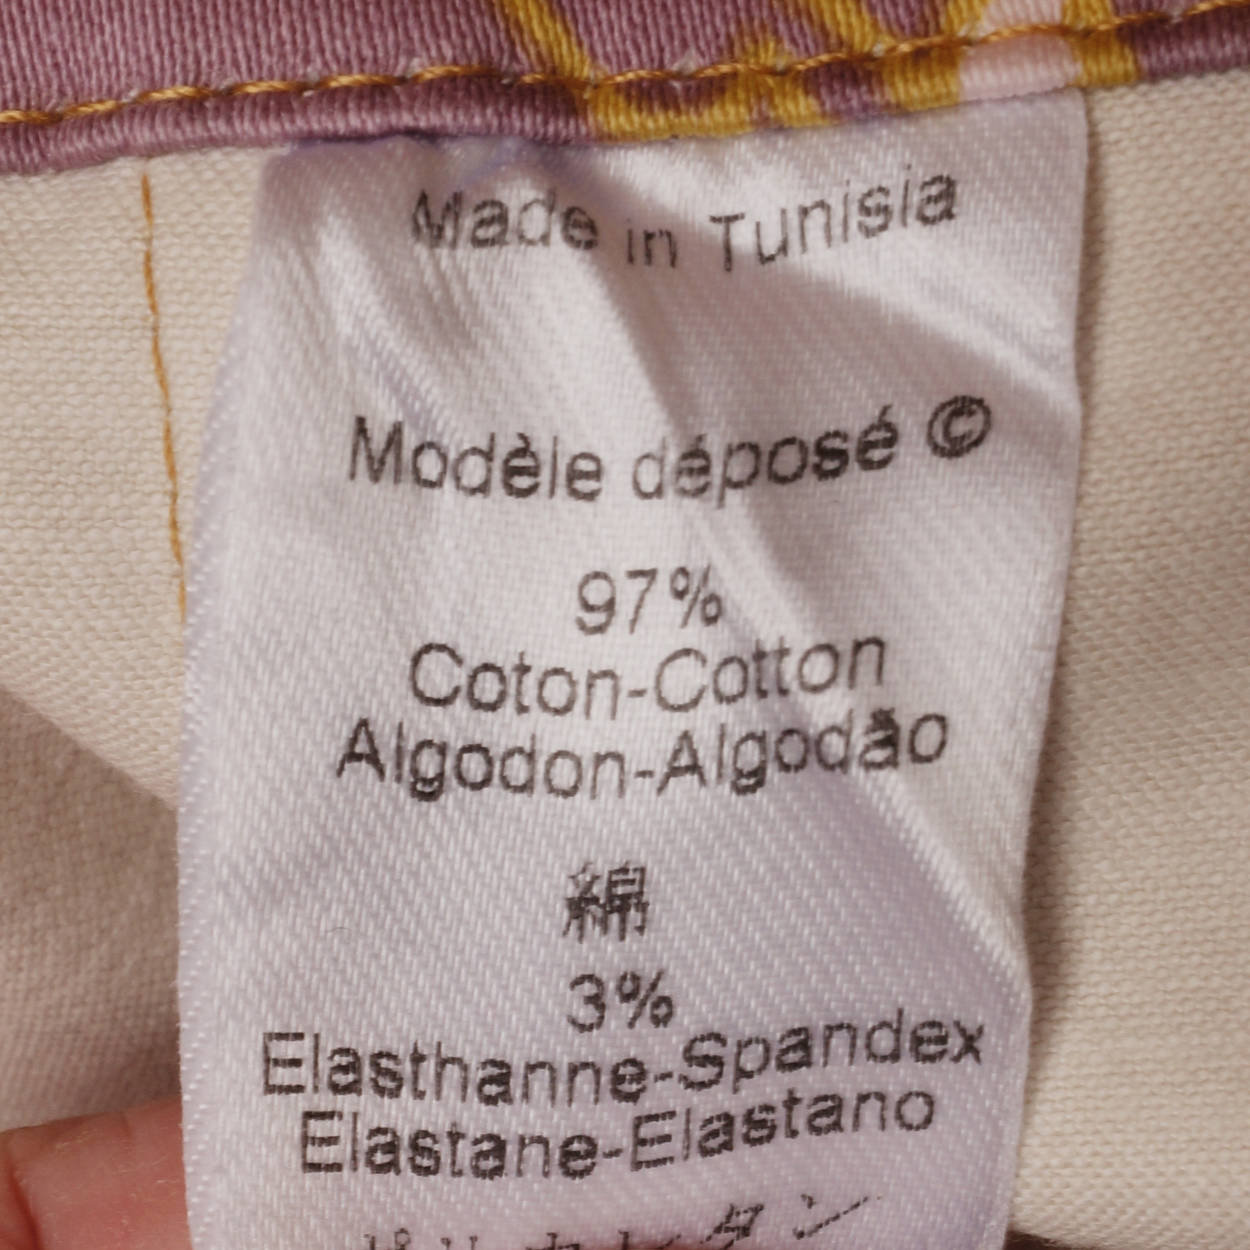 Made in Tunisia
Modèle déposé ©
97%
Coton-Cotton
Algodon-Algodão
綿
3%
Elasthanne-Spandex
Elastane-Elastano